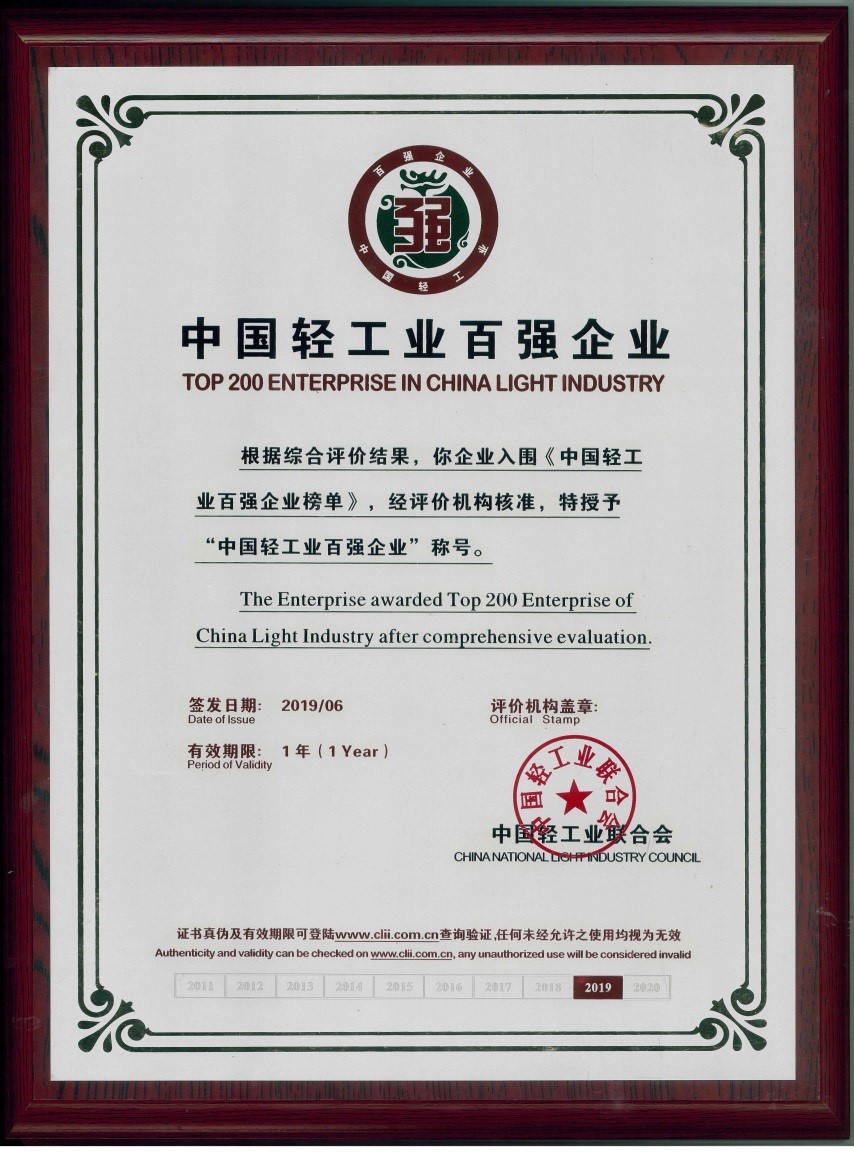 百强企业
强
中国轻工业
中国轻工业百强企业
TOP 200 ENTERPRISE IN CHINA LIGHT INDUSTRY
根据综合评价结果，你企业入围《中国轻工
业百强企业榜单》，经评价机构核准，特授予
“中国轻工业百强企业”称号。
The Enterprise awarded Top 200 Enterprise of
China Light Industry after comprehensive evaluation.
签发日期: 2019/06
Date of Issue
有效期限: 1年（1 Year）
Period of Validity
评价机构盖章:
Official Stamp
中国轻工业联合会
中国轻工业联合会
CHINA NATIONAL LIGHT INDUSTRY COUNCIL
证书真伪及有效期限可登陆www.clii.com.cn查询验证,任何未经允许之使用均视为无效
Authenticity and validity can be checked on www.clii.com.cn, any unauthorized use will be considered invalid
2011 2012 2013 2014 2015 2016 2017 2018 2019 2020